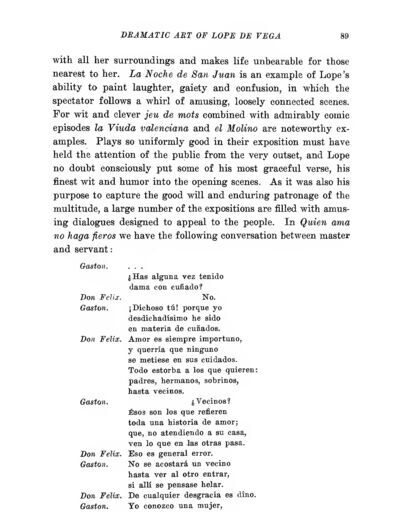 DRAMATIC ART OF LOPE DE VEGA 89
with all her surroundings and makes life unbearable for those
nearest to her. La Noche de San Juan is an example of Lope's
ability to paint laughter, gaiety and confusion, in which the
spectator follows a whirl of amusing, loosely connected scenes.
For wit and clever jeu de mots combined with admirably comic
episodes la Viuda valenciana and el Molino are noteworthy ex-
amples. Plays so uniformly good in their exposition must have
held the attention of the public from the very outset, and Lope
no doubt consciously put some of his most graceful verse, his
finest wit and humor into the opening scenes. As it was also his
purpose to capture the good will and enduring patronage of the
multitude, a large number of the expositions are filled with amus-
ing dialogues designed to appeal to the people. In Quien ama
no haga fieros we have the following conversation between master
and servant:
Gaston. . . .
¿Has alguna vez tenido
dama con cuñado?
Don Felix. No.
Gaston. ¡Dichoso tú! porque yo
desdichadísimo he sido
en materia de cuñados.
Don Felix. Amor es siempre importuno,
y querría que ninguno
se metiese en sus cuidados.
Todo estorba a los que quieren:
padres, hermanos, sobrinos,
hasta vecinos.
Gaston. ¿Vecinos?
Ésos son los que refieren
toda una historia de amor;
que, no atendiendo a su casa,
ven lo que en las otras pasa.
Don Felix. Eso es general error.
Gaston. No se acostará un vecino
hasta ver al otro entrar,
si allí se pensase helar.
Don Felix. De cualquier desgracia es dino.
Gaston. Yo conozco una mujer,